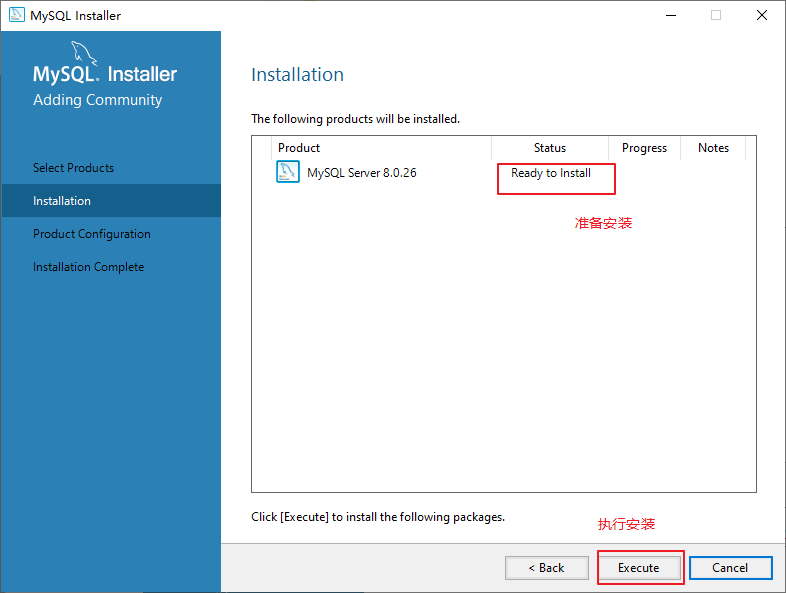 MySQL Installer
MySQL. Installer
Adding Community
Select Products
Installation
Product Configuration
Installation Complete
Installation
The following products will be installed.
Product Status Progress Notes
MySQL Server 8.0.26 Ready to Install
准备安装
Click [Execute] to install the following packages.
执行安装
< Back Execute Cancel